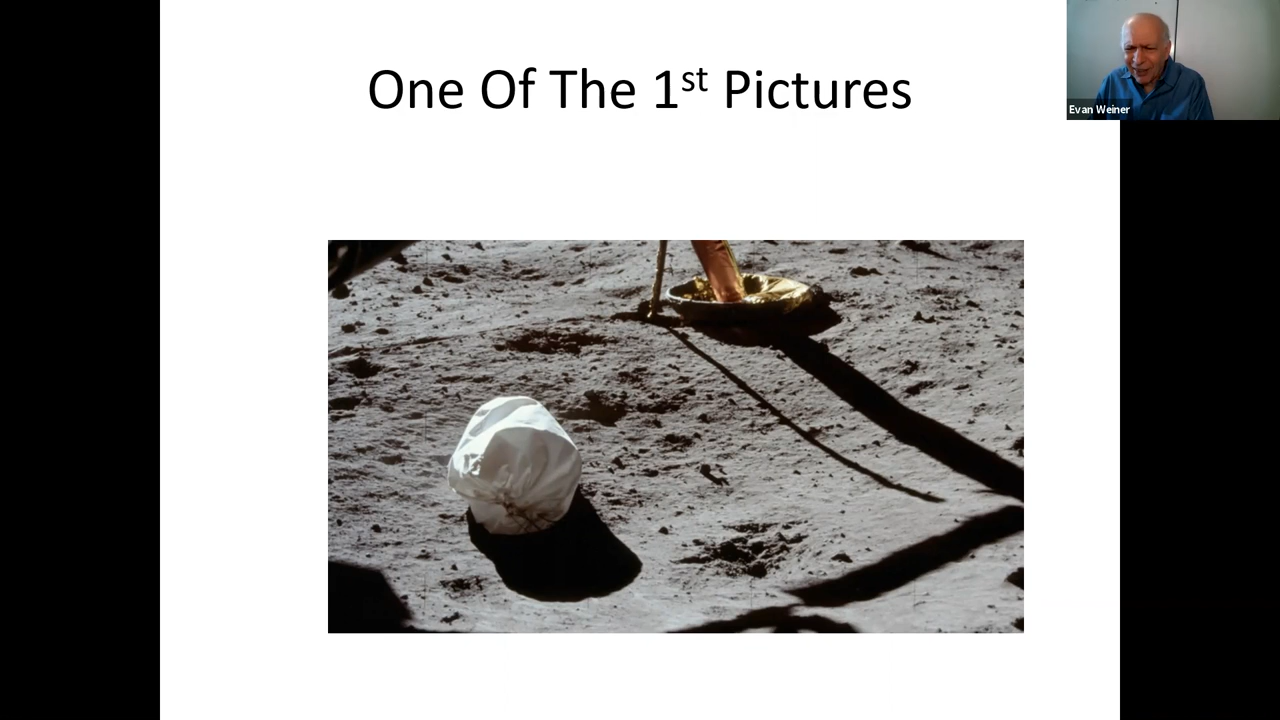 One Of The 1st Pictures
Evan Weiner